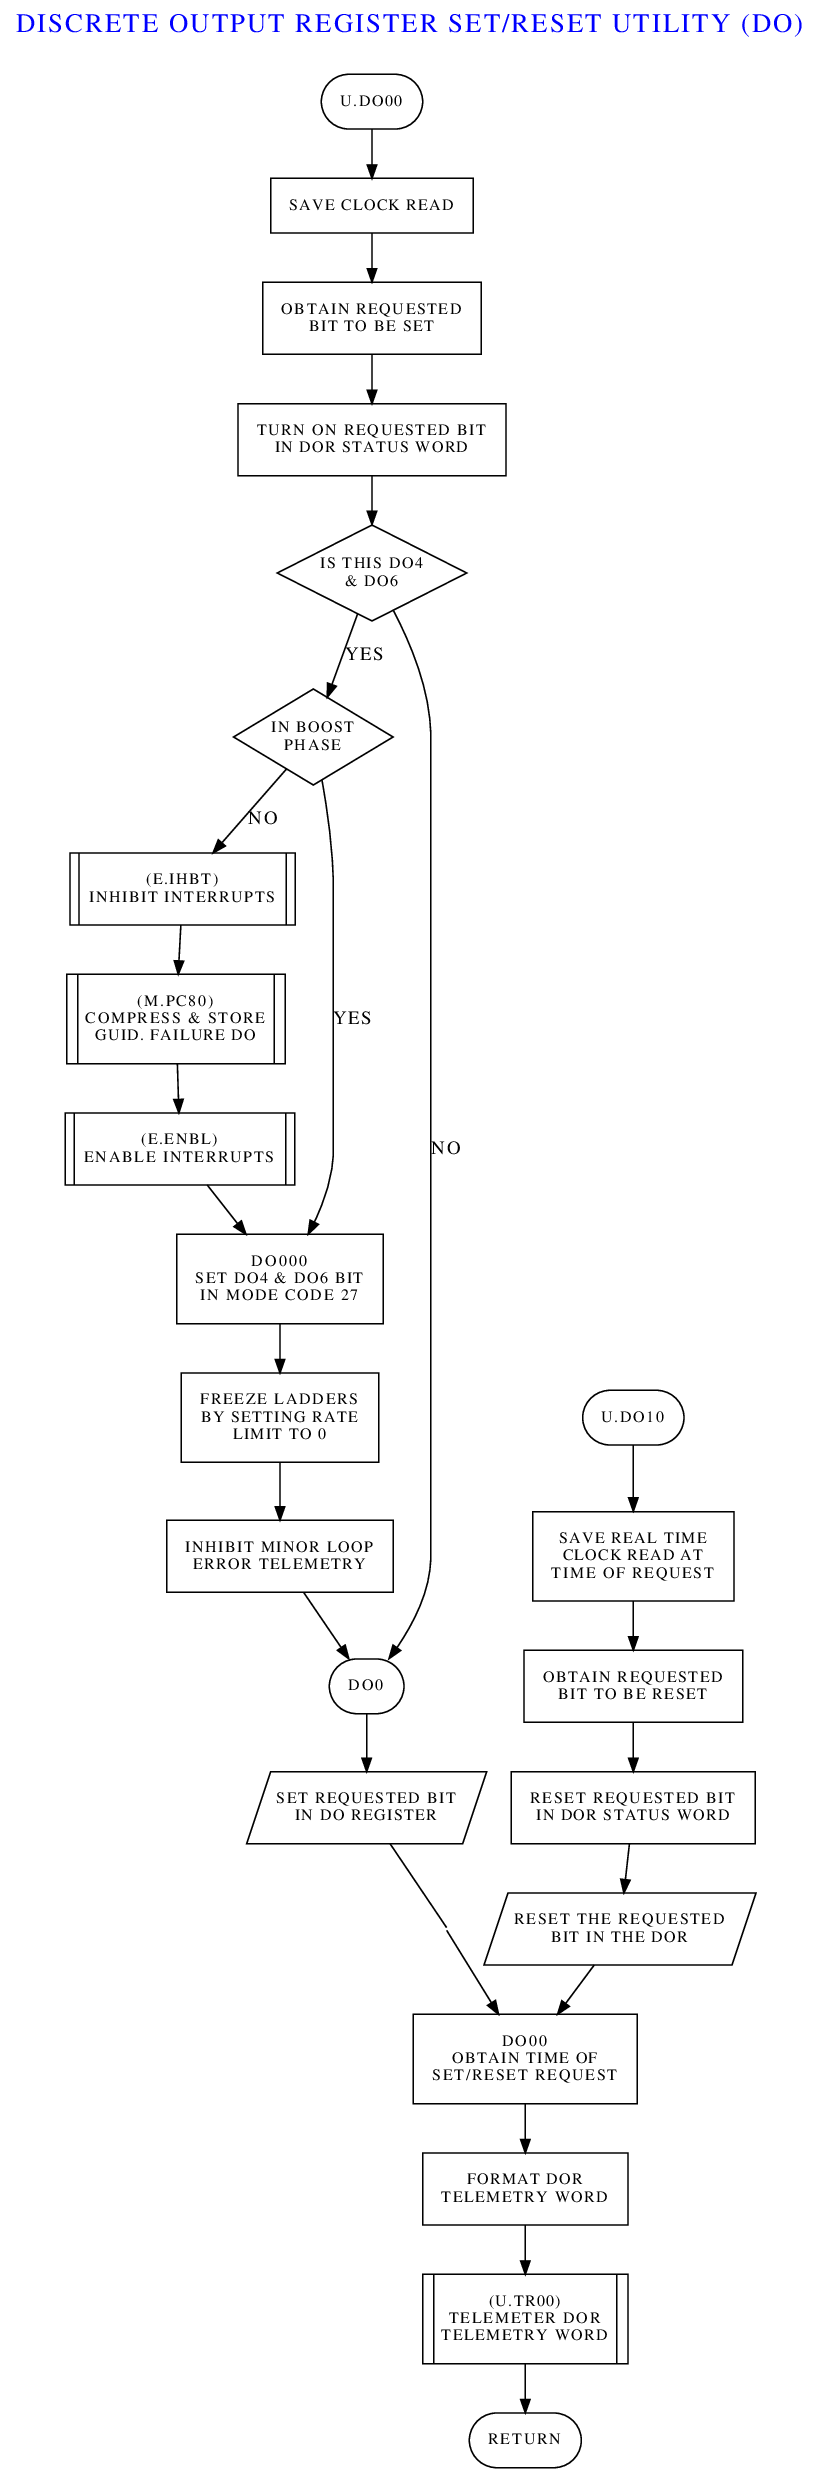 DISCRETE OUTPUT REGISTER SET/RESET UTILITY (DO)
U.DO00
SAVE CLOCK READ
OBTAIN REQUESTED
BIT TO BE SET
TURN ON REQUESTED BIT
IN DOR STATUS WORD
IS THIS DO4
& DO6
YES
IN BOOST
PHASE
NO
(E.IHBT)
INHIBIT INTERRUPTS
(M.PC80)
COMPRESS & STORE
GUID. FAILURE DO
YES
(E.ENBL)
ENABLE INTERRUPTS
NO
DO000
SET DO4 & DO6 BIT
IN MODE CODE 27
FREEZE LADDERS
BY SETTING RATE
LIMIT TO 0
INHIBIT MINOR LOOP
ERROR TELEMETRY
DO0
SET REQUESTED BIT
IN DO REGISTER
U.DO10
SAVE REAL TIME
CLOCK READ AT
TIME OF REQUEST
OBTAIN REQUESTED
BIT TO BE RESET
RESET REQUESTED BIT
IN DOR STATUS WORD
RESET THE REQUESTED
BIT IN THE DOR
DO00
OBTAIN TIME OF
SET/RESET REQUEST
FORMAT DOR
TELEMETRY WORD
(U.TR00)
TELEMETER DOR
TELEMETRY WORD
RETURN